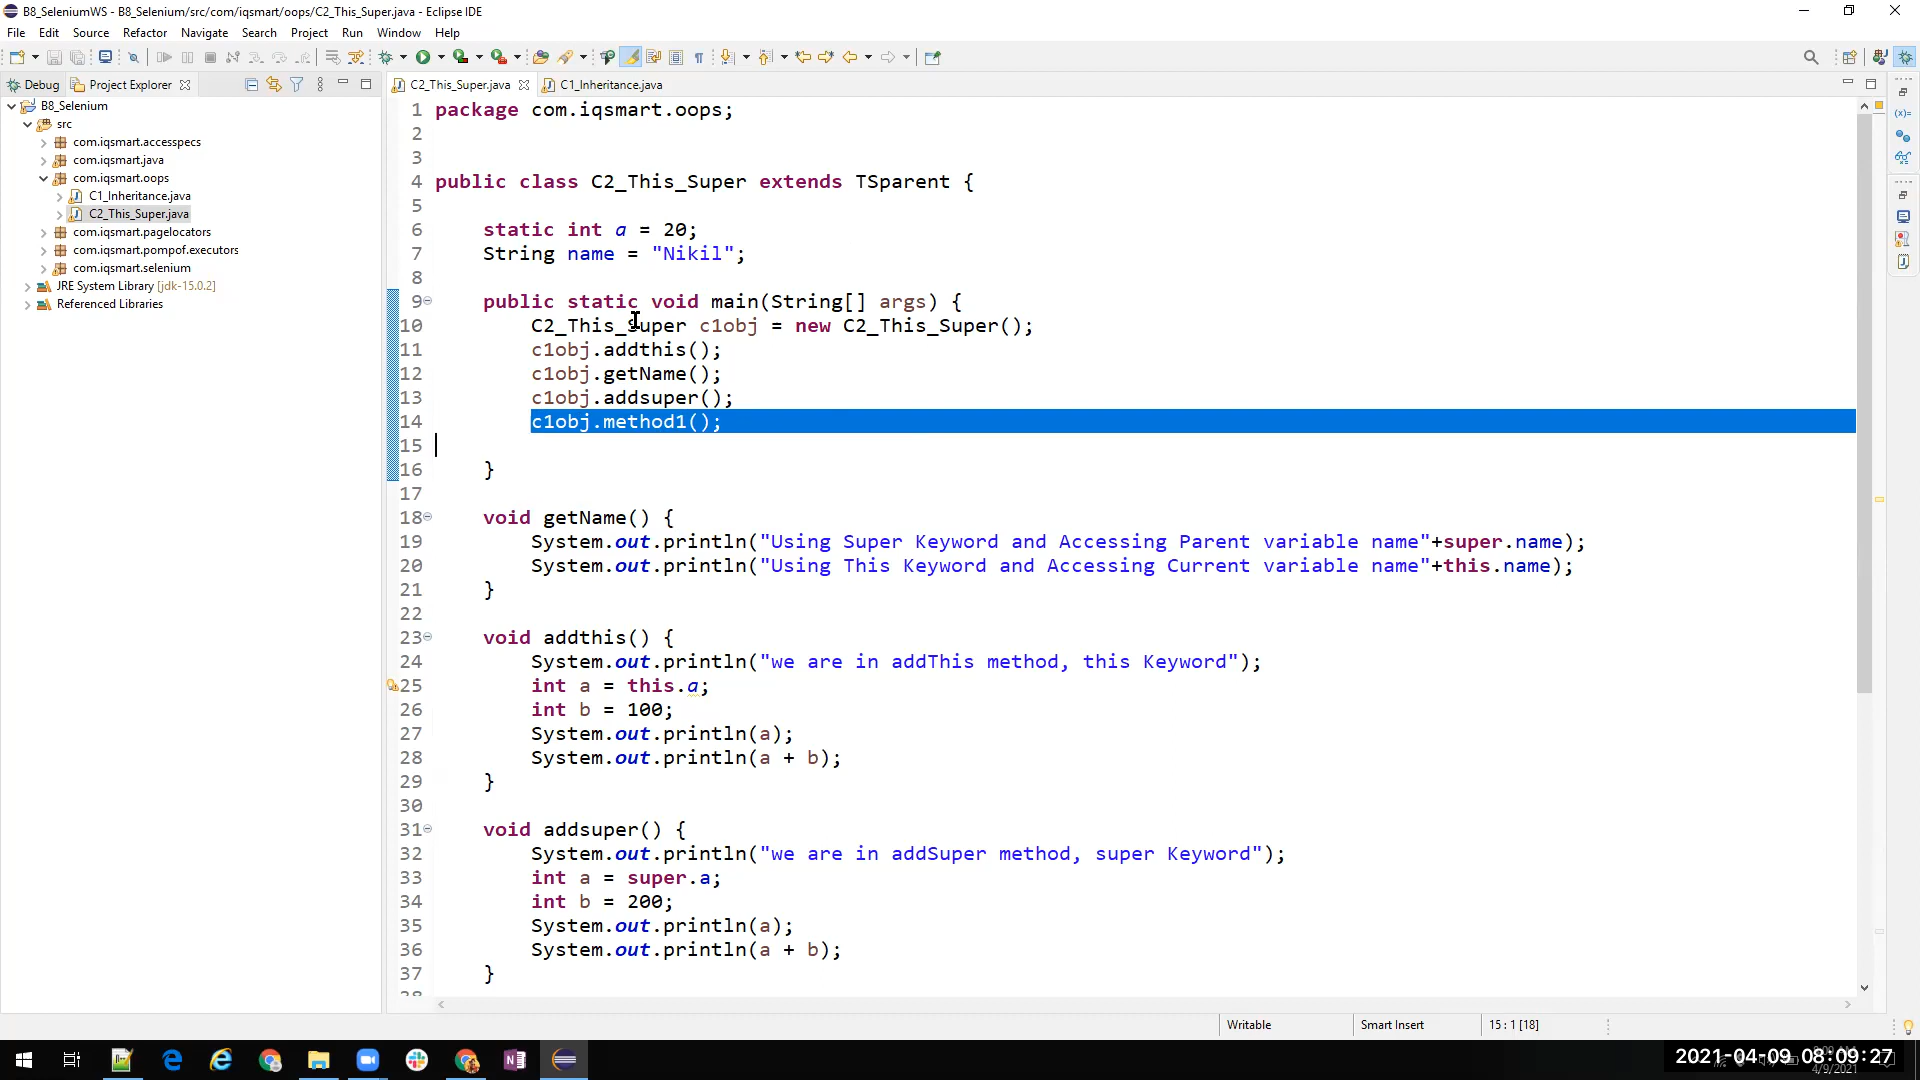 B8_SeleniumWS - B8_Selenium/src/com/iqsmart/oops/C2_This_Super.java - Eclipse IDE
File Edit Source Refactor Navigate Search Project Run Window Help
Debug Project Explorer
C2_This_Super.java C1_Inheritance.java
B8_Selenium
src
com.iqsmart.accesspecs
com.iqsmart.java
com.iqsmart.oops
C1_Inheritance.java
C2_This_Super.java
com.iqsmart.pagelocators
com.iqsmart.pompof.executors
com.iqsmart.selenium
JRE System Library [jdk-15.0.2]
Referenced Libraries
1 package com.iqsmart.oops;
2
3
4 public class C2_This_Super extends TSparent {
5
6 static int a = 20;
7 String name = "Nikil";
8
9 public static void main(String[] args) {
10 C2_This_Super c1obj = new C2_This_Super();
11 c1obj.addthis();
12 c1obj.getName();
13 c1obj.addsuper();
14 c1obj.method1();
15
16 }
17
18 void getName() {
19 System.out.println("Using Super Keyword and Accessing Parent variable name"+super.name);
20 System.out.println("Using This Keyword and Accessing Current variable name"+this.name);
21 }
22
23 void addthis() {
24 System.out.println("we are in addThis method, this Keyword");
25 int a = this.a;
26 int b = 100;
27 System.out.println(a);
28 System.out.println(a + b);
29 }
30
31 void addsuper() {
32 System.out.println("we are in addSuper method, super Keyword");
33 int a = super.a;
34 int b = 200;
35 System.out.println(a);
36 System.out.println(a + b);
37 }
Writable Smart Insert 15 : 1 [18]
2021-04-09 08:09:27
4/9/2021